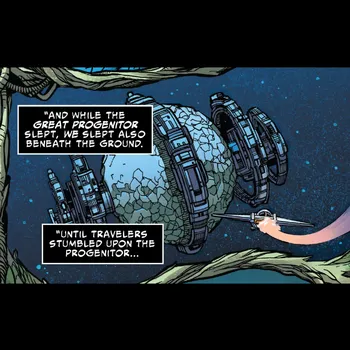 "AND WHILE THE
GREAT PROGENITOR
SLEPT, WE SLEPT ALSO
BENEATH THE GROUND.
"UNTIL TRAVELERS
STUMBLED UPON THE
PROGENITOR...